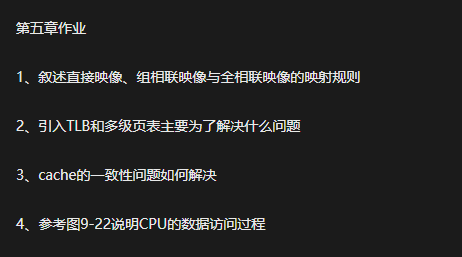 第五章作业
1、叙述直接映像、组相联映像与全相联映像的映射规则
2、引入TLB和多级页表主要为了解决什么问题
3、cache的一致性问题如何解决
4、参考图9-22说明CPU的数据访问过程